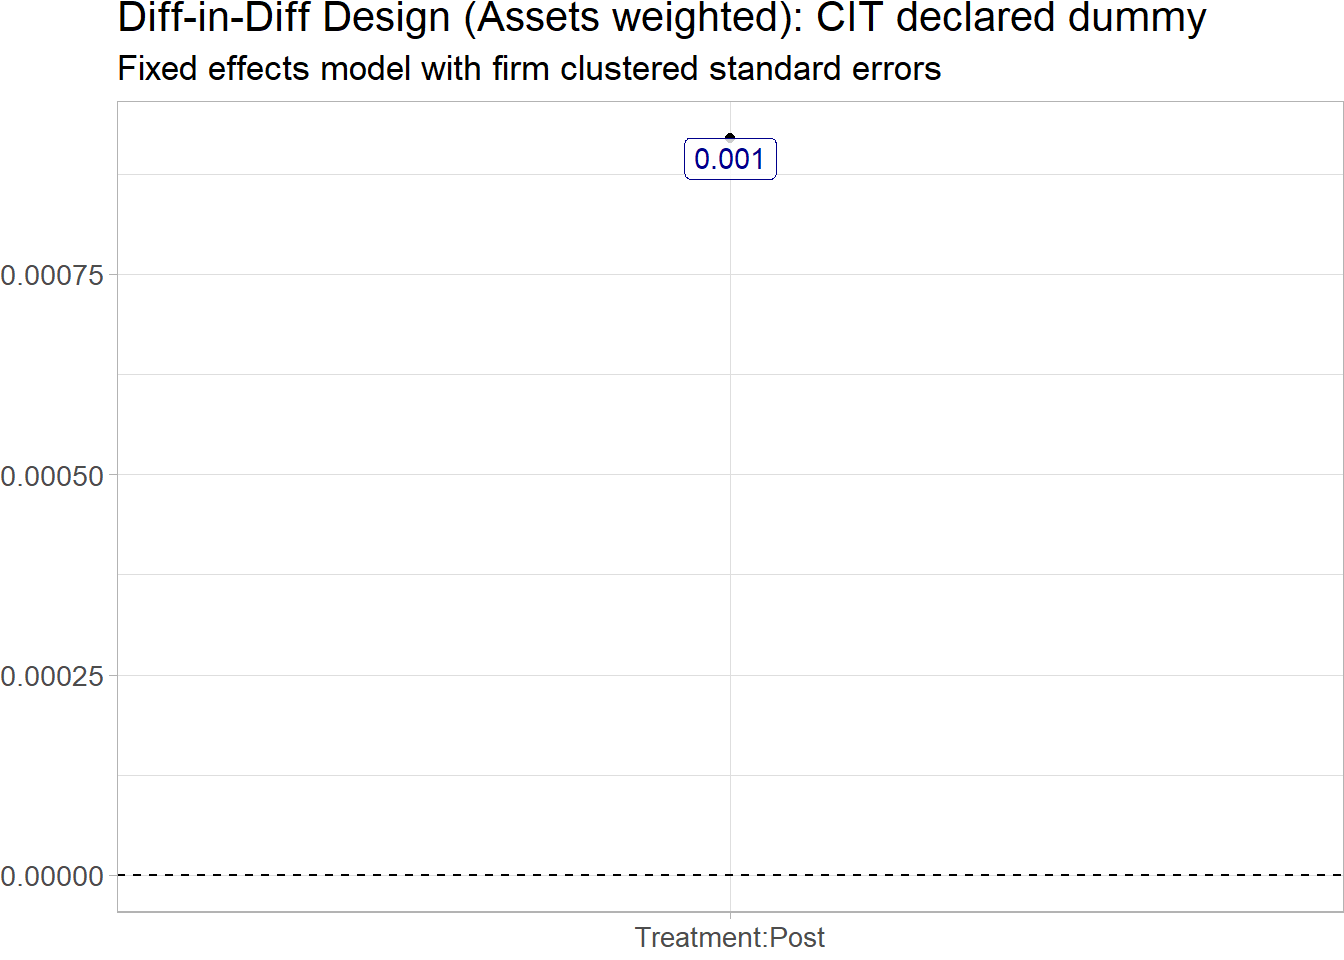 Diff-in-Diff Design (Assets weighted): CIT declared dummy
Fixed effects model with firm clustered standard errors
0.001
0.00075
0.00050
0.00025
0.00000
Treatment:Post